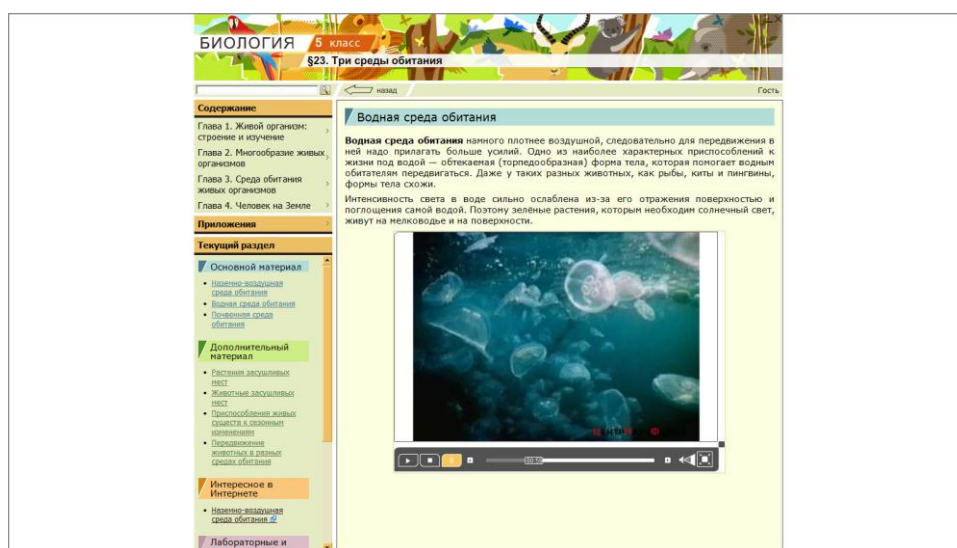 БИОЛОГИЯ 5 класс
§23. Три среды обитания
назад
Гость
Содержание
Глава 1. Живой организм:
строение и изучение
Глава 2. Многообразие живых
организмов
Глава 3. Среда обитания
живых организмов
Глава 4. Человек на Земле
Приложения
Текущий раздел
Основной материал
Наземно-воздушная
среда обитания
Водная среда обитания
Почвенная среда
обитания
Дополнительный
материал
Растения засушливых
мест
Животные засушливых
мест
Приспособления живых
существ к сезонным
изменениям
Передвижение
животных в разных
средах обитания
Интересное в
Интернете
Наземно-воздушная
среда обитания
Лабораторные и
Водная среда обитания
Водная среда обитания намного плотнее воздушной, следовательно для передвижения в
ней надо прилагать больше усилий. Одно из наиболее характерных приспособлений к
жизни под водой — обтекаемая (торпедообразная) форма тела, которая помогает водным
обитателям передвигаться. Даже у таких разных животных, как рыбы, киты и пингвины,
формы тела схожи.
Интенсивность света в воде сильно ослаблена из-за его отражения поверхностью и
поглощения самой водой. Поэтому зелёные растения, которым необходим солнечный свет,
живут на мелководье и на поверхности.